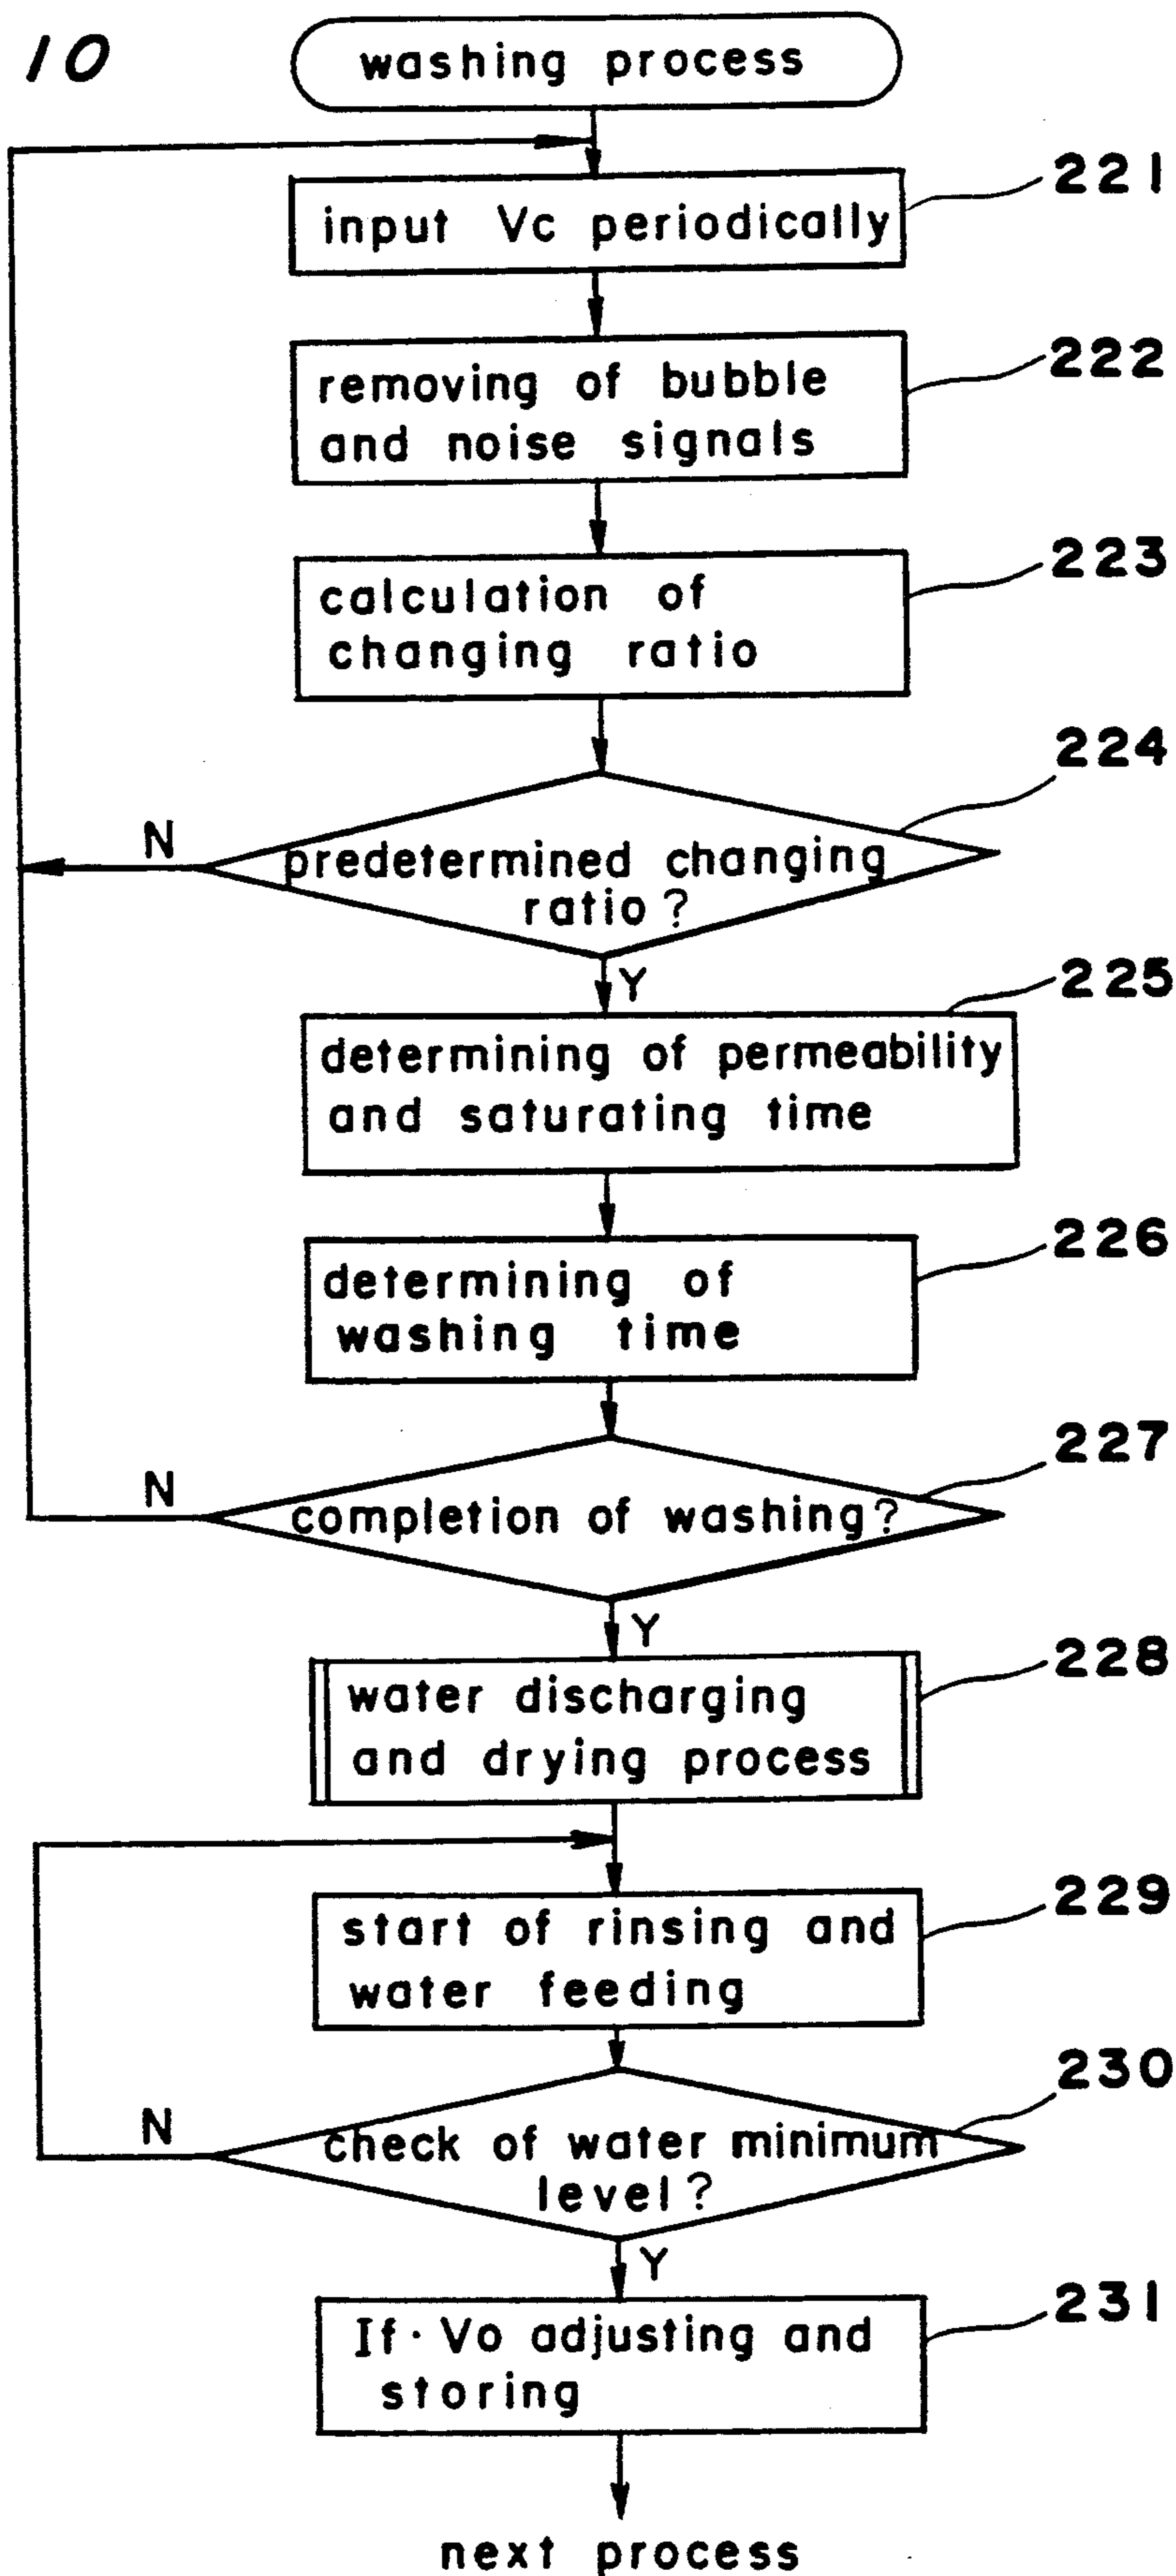 10
washing process
221
input Vc periodically
222
removing of bubble
and noise signals
223
calculation of
changing ratio
224
N
predetermined changing
ratio?
Y
225
determining of permeability
and saturating time
226
determining of
washing time
227
N
completion of washing?
Y
228
water discharging
and drying process
229
start of rinsing and
water feeding
230
N
check of water minimum
level?
Y
231
If·Vo adjusting and
storing
next process